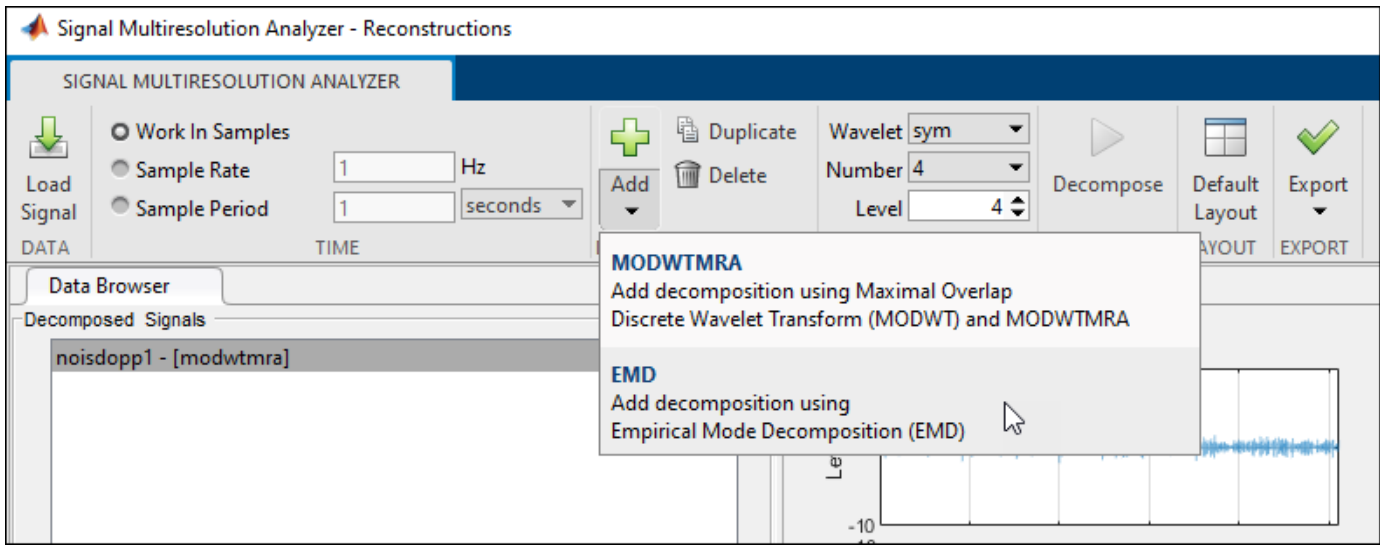 Signal Multiresolution Analyzer - Reconstructions
SIGNAL MULTIRESOLUTION ANALYZER
Load
Signal
DATA
Work In Samples
Sample Rate 1 Hz
Sample Period 1 seconds
TIME
Add
Duplicate
Delete
Wavelet sym
Number 4
Level 4
Decompose
Default
Layout
AYOUT
Export
EXPORT
MODWTMRA
Add decomposition using Maximal Overlap
Discrete Wavelet Transform (MODWT) and MODWTMRA
EMD
Add decomposition using
Empirical Mode Decomposition (EMD)
Data Browser
Decomposed Signals
noisdopp1 - [modwtmra]
Le
-10